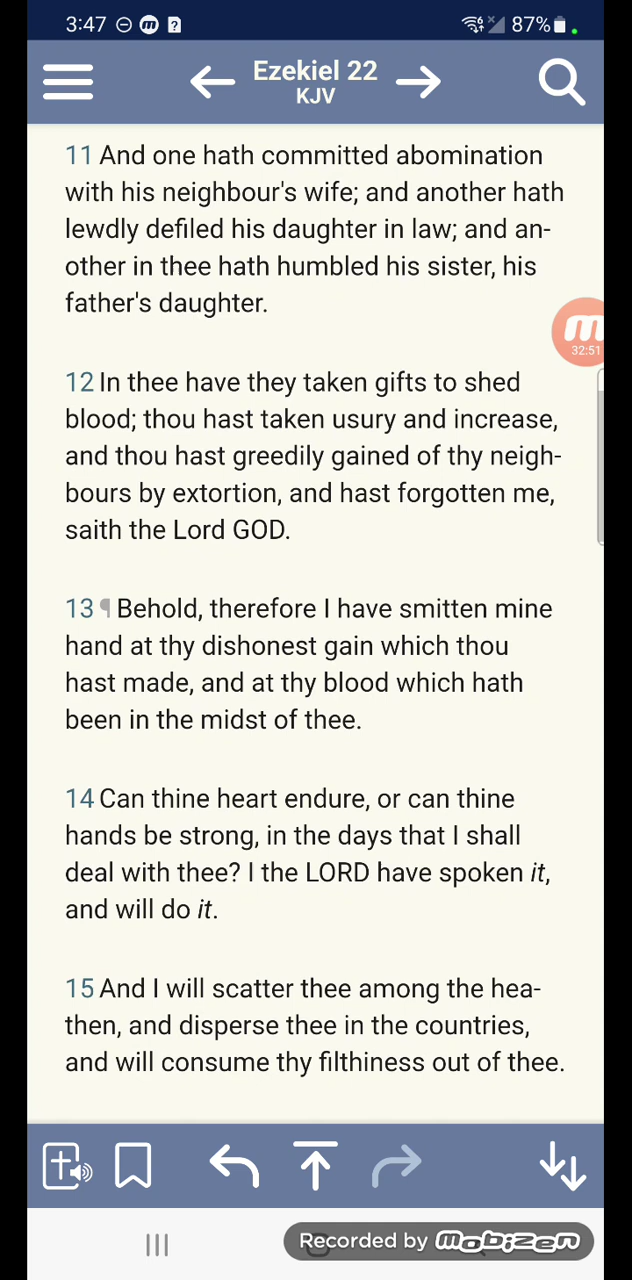 3:47
87%
Ezekiel 22
KJV
11 And one hath committed abomination
with his neighbour's wife; and another hath
lewdly defiled his daughter in law; and an-
other in thee hath humbled his sister, his
father's daughter.
32:51
12 In thee have they taken gifts to shed
blood; thou hast taken usury and increase,
and thou hast greedily gained of thy neigh-
bours by extortion, and hast forgotten me,
saith the Lord GOD.
13 ¶ Behold, therefore I have smitten mine
hand at thy dishonest gain which thou
hast made, and at thy blood which hath
been in the midst of thee.
14 Can thine heart endure, or can thine
hands be strong, in the days that I shall
deal with thee? I the LORD have spoken it,
and will do it.
15 And I will scatter thee among the hea-
then, and disperse thee in the countries,
and will consume thy filthiness out of thee.
Recorded by mobizen